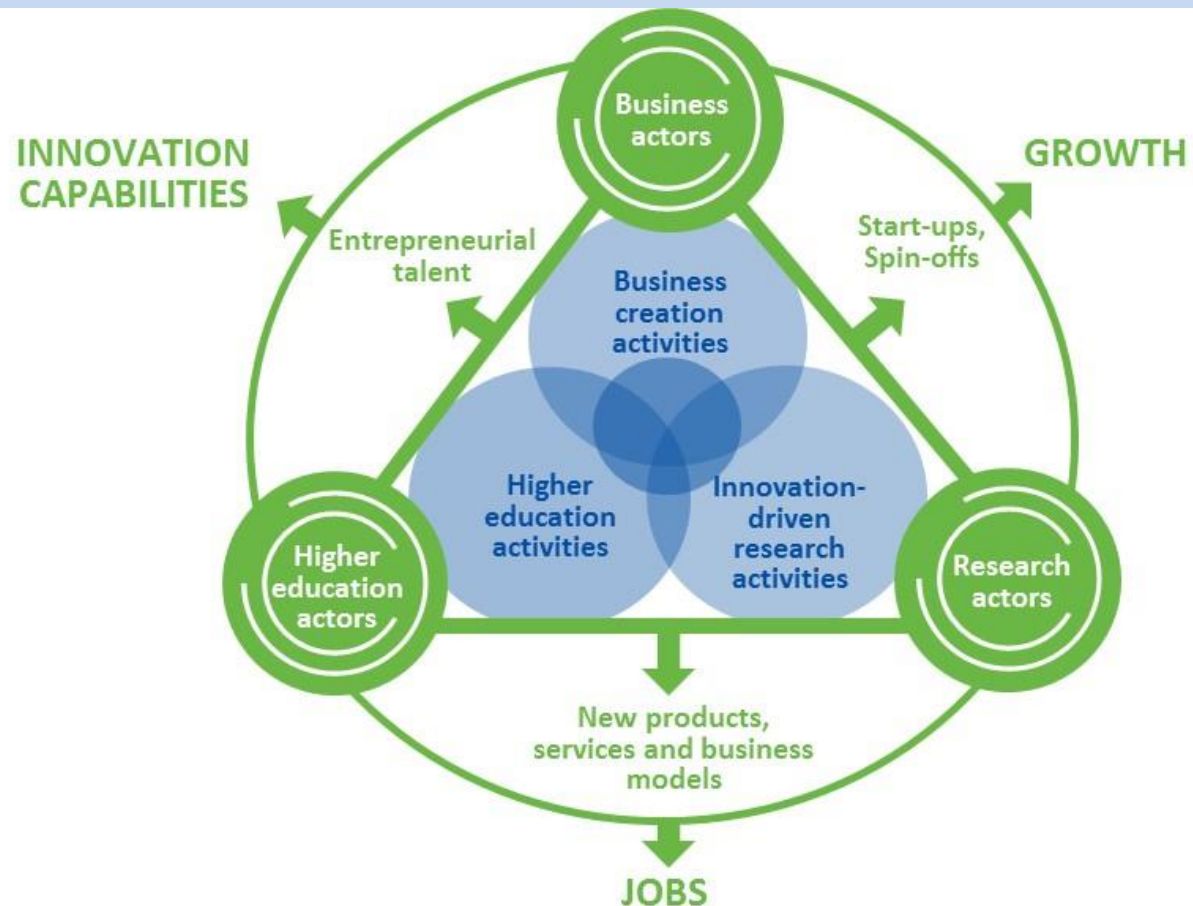 Business
actors
INNOVATION
CAPABILITIES
GROWTH
Entrepreneurial
talent
Start-ups,
Spin-offs
Business
creation
activities
Higher
education
activities
Innovation-
driven
research
activities
Higher
education
actors
Research
actors
New products,
services and business
models
JOBS